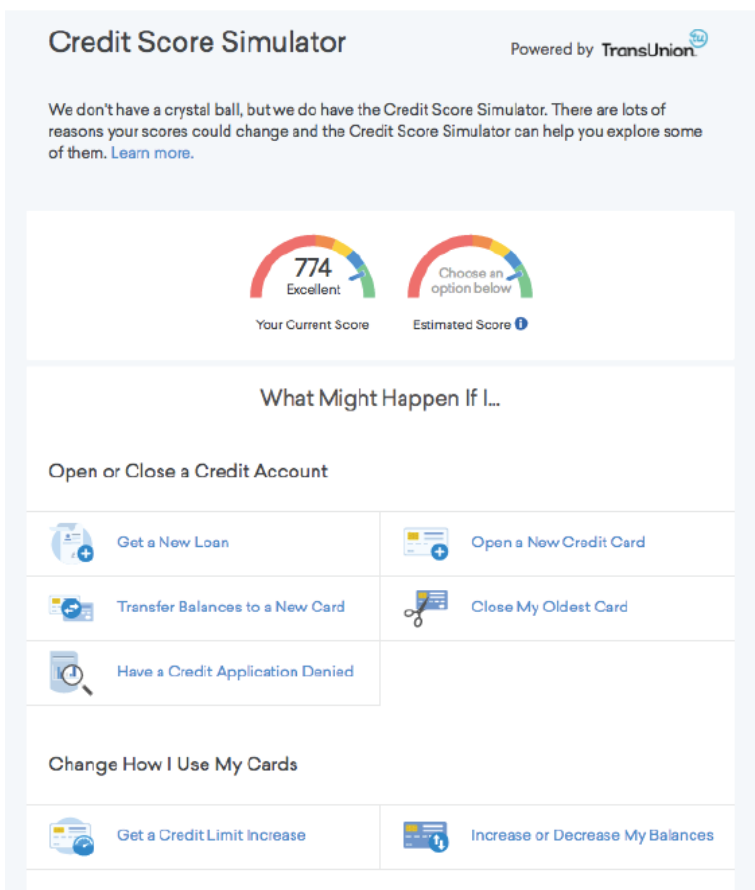 Credit Score Simulator
Powered by TransUnion
tu
We don't have a crystal ball, but we do have the Credit Score Simulator. There are lots of
reasons your scores could change and the Credit Score Simulator can help you explore some
of them. Learn more.
774
Excellent
Your Current Score
Choose an
option below
Estimated Score i
What Might Happen If I...
Open or Close a Credit Account
Get a New Loan
Open a New Credit Card
Transfer Balances to a New Card
Close My Oldest Card
Have a Credit Application Denied
Change How I Use My Cards
Get a Credit Limit Increase
Increase or Decrease My Balances